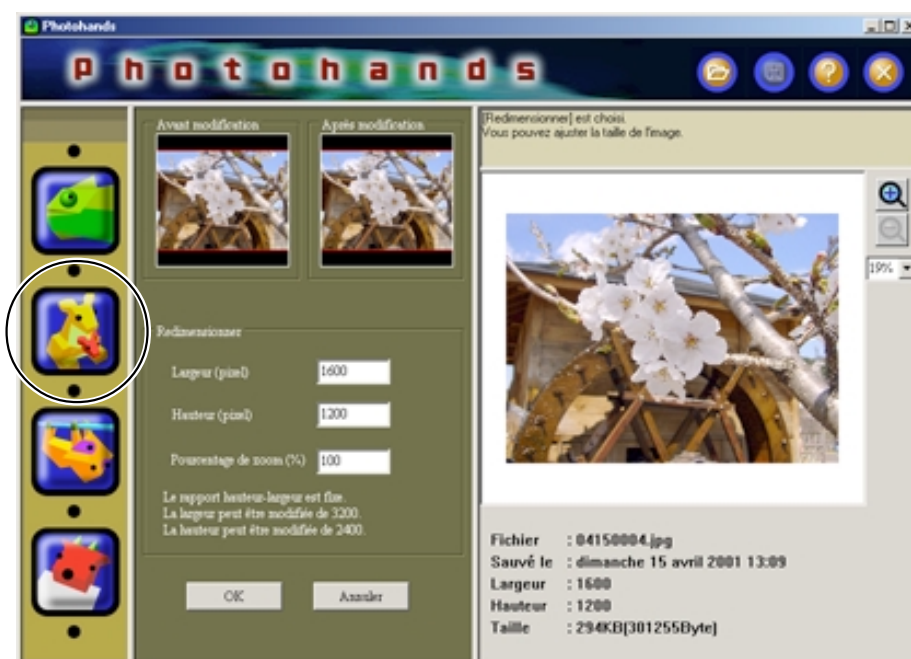 Photohands
Photohands
Avant modification
Après modification
Redimensionner
Largeur (pixel)
1600
Hauteur (pixel)
1200
Pourcentage de zoom (%)
100
Le rapport hauteur-largeur est fixe.
La largeur peut être modifiée de 3200.
La hauteur peut être modifiée de 2400.
OK
Annuler
[Redimensionner] est choisi.
Vous pouvez ajuster la taille de l'image.
19%
Fichier : 04150004.jpg
Sauvé le : dimanche 15 avril 2001 13:09
Largeur : 1600
Hauteur : 1200
Taille : 294KB[301255Byte]